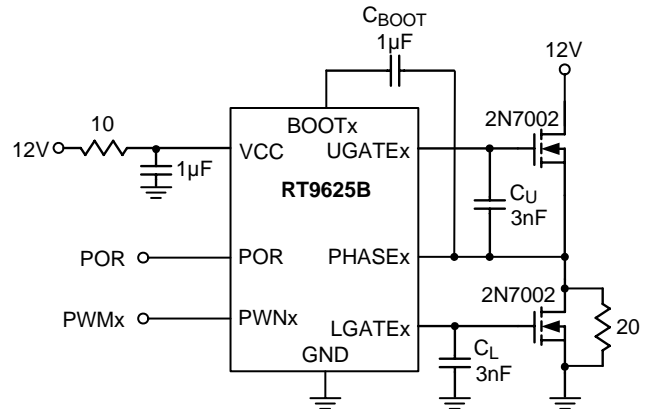 CBOOT
1µF
12V
10
2N7002
BOOTx
12V
VCC
UGATEx
1µF
RT9625B
CU
3nF
POR
POR
PHASEx
2N7002
PWMx
PWNx
LGATEx
20
GND
CL
3nF